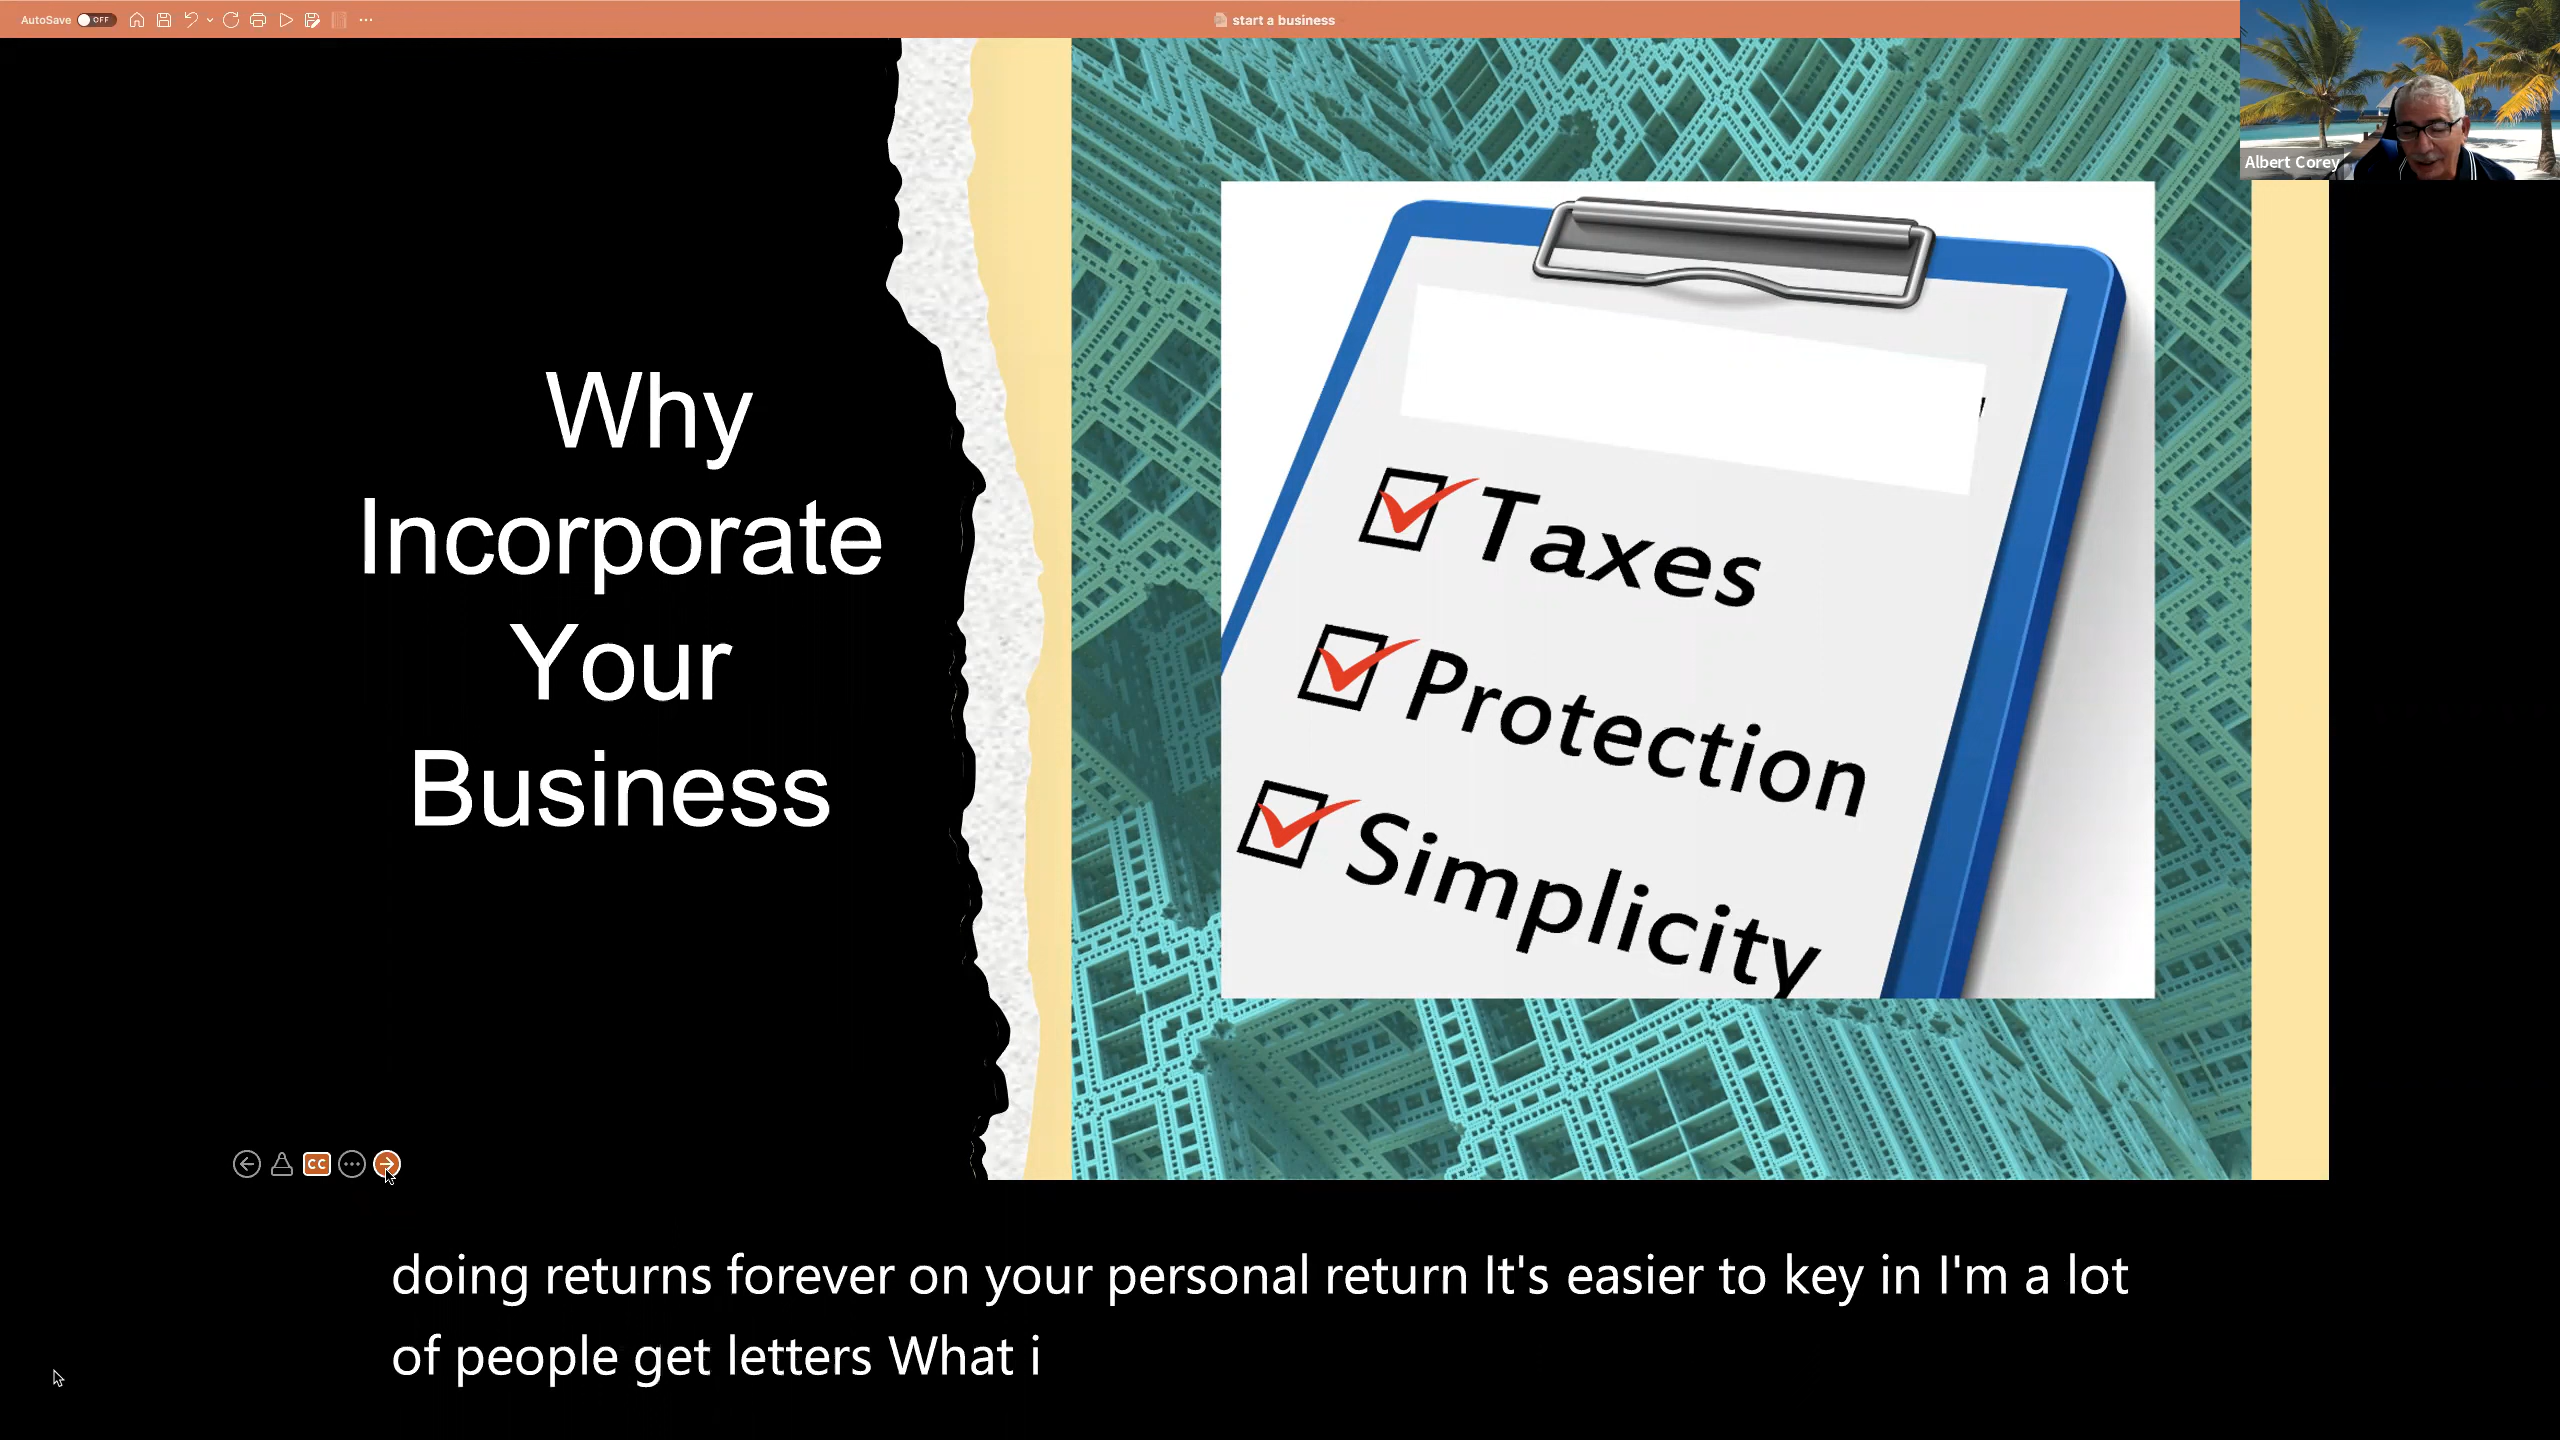 AutoSave OFF
start a business
Albert Corey
Why
Incorporate
Your
Business
Taxes
Protection
Simplicity
CC
doing returns forever on your personal return It's easier to key in I'm a lot
of people get letters What i